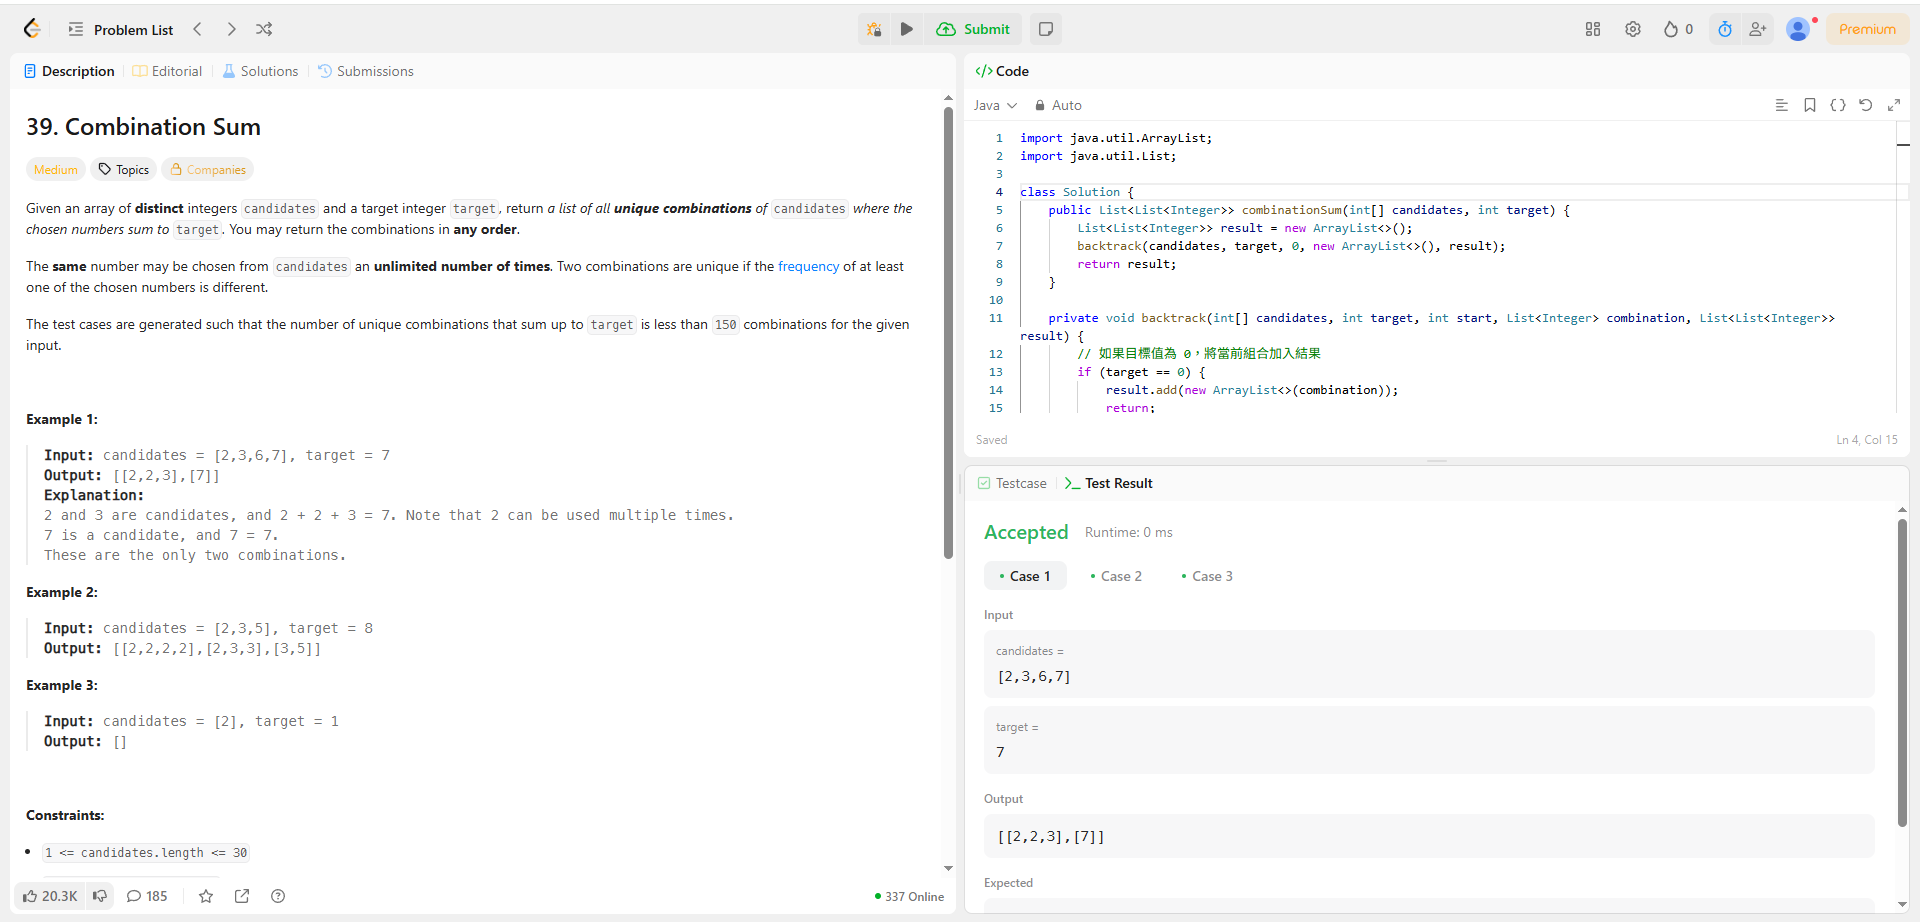 Problem List
Submit
0
Premium
Description
Editorial
Solutions
Submissions
39. Combination Sum
Medium
Topics
Companies
Given an array of distinct integers candidates and a target integer target, return a list of all unique combinations of candidates where the
chosen numbers sum to target. You may return the combinations in any order.
The same number may be chosen from candidates an unlimited number of times. Two combinations are unique if the frequency of at least
one of the chosen numbers is different.
The test cases are generated such that the number of unique combinations that sum up to target is less than 150 combinations for the given
input.
Example 1:
Input: candidates = [2,3,6,7], target = 7
Output: [[2,2,3],[7]]
Explanation:
2 and 3 are candidates, and 2 + 2 + 3 = 7. Note that 2 can be used multiple times.
7 is a candidate, and 7 = 7.
These are the only two combinations.
Example 2:
Input: candidates = [2,3,5], target = 8
Output: [[2,2,2,2],[2,3,3],[3,5]]
Example 3:
Input: candidates = [2], target = 1
Output: []
Constraints:
1 <= candidates.length <= 30
20.3K
185
337 Online
</> Code
Java
Auto
1 import java.util.ArrayList;
2 import java.util.List;
3
4 class Solution {
5 public List<List<Integer>> combinationSum(int[] candidates, int target) {
6 List<List<Integer>> result = new ArrayList<>();
7 backtrack(candidates, target, 0, new ArrayList<>(), result);
8 return result;
9 }
10
11 private void backtrack(int[] candidates, int target, int start, List<Integer> combination, List<List<Integer>>
result) {
12 // 如果目標值為 0，將當前組合加入結果
13 if (target == 0) {
14 result.add(new ArrayList<>(combination));
15 return;
Saved
Ln 4, Col 15
Testcase
>_ Test Result
Accepted
Runtime: 0 ms
Case 1
Case 2
Case 3
Input
candidates =
[2,3,6,7]
target =
7
Output
[[2,2,3],[7]]
Expected